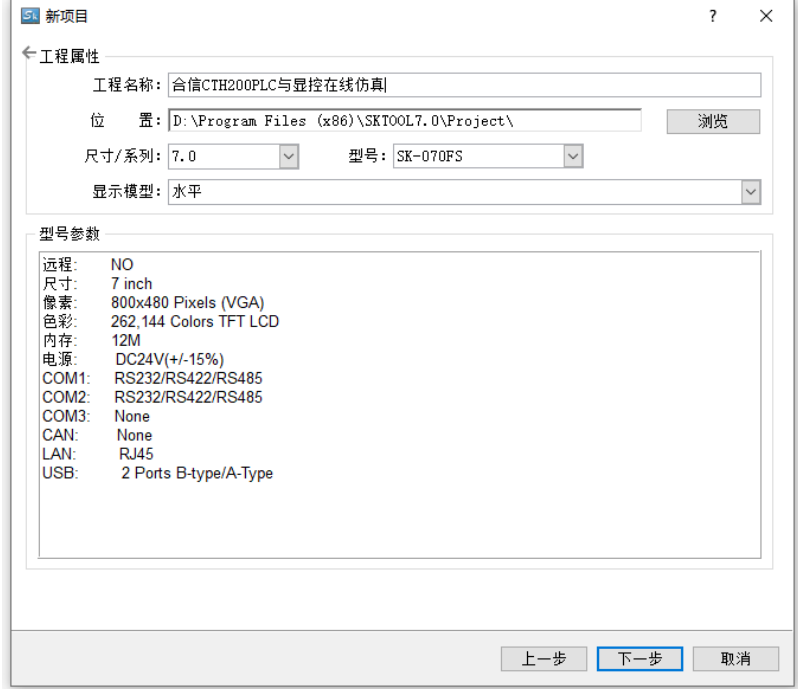 Sk 新项目 ? ×
工程属性
工程名称: 合信CTH200PLC与显控在线仿真
位 置: D:\Program Files (x86)\SKTOOL7.0\Project\ 浏览
尺寸/系列: 7.0 型号: SK-070FS
显示模型: 水平
型号参数
远程: NO
尺寸: 7 inch
像素: 800x480 Pixels (VGA)
色彩: 262,144 Colors TFT LCD
内存: 12M
电源: DC24V(+/-15%)
COM1: RS232/RS422/RS485
COM2: RS232/RS422/RS485
COM3: None
CAN: None
LAN: RJ45
USB: 2 Ports B-type/A-Type
上一步 下一步 取消